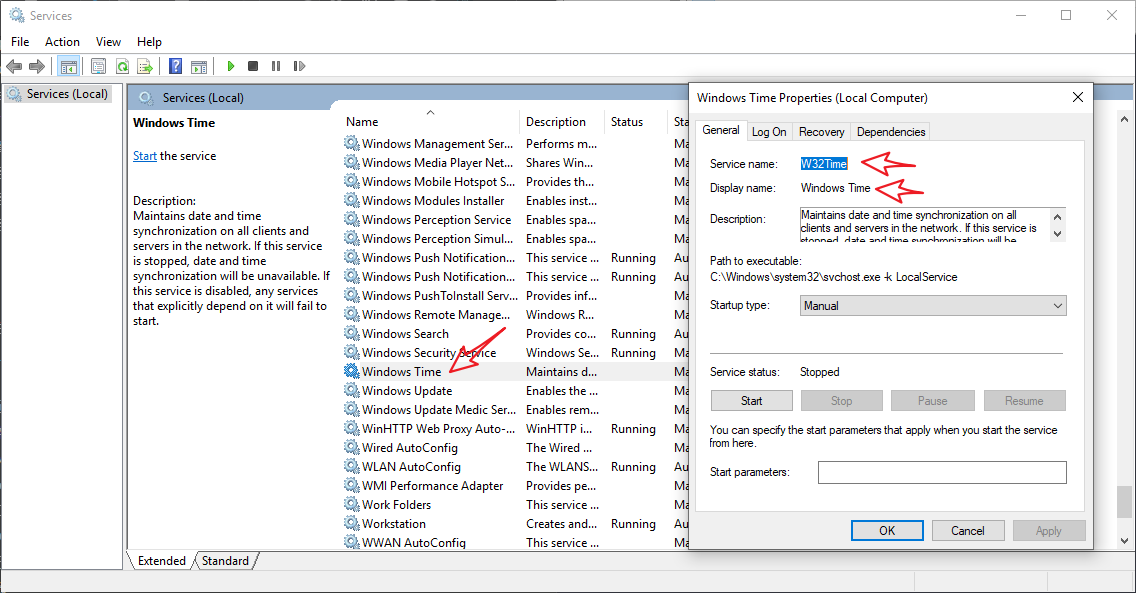 Services
File Action View Help
Services (Local)
Services (Local)
Windows Time
Start the service
Description:
Maintains date and time
synchronization on all clients and
servers in the network. If this service
is stopped, date and time
synchronization will be unavailable. If
this service is disabled, any services
that explicitly depend on it will fail to
start.
Name Description Status Sta
Windows Management Ser... Performs m... Ma
Windows Media Player Net... Shares Win... Ma
Windows Mobile Hotspot S... Provides th... Ma
Windows Modules Installer Enables inst... Ma
Windows Perception Service Enables spa... Ma
Windows Perception Simul... Enables spa... Ma
Windows Push Notification... This service ... Running Au
Windows Push Notification... This service ... Running Au
Windows PushToInstall Serv... Provides inf... Ma
Windows Remote Manage... Windows R... Ma
Windows Search Provides co... Running Au
Windows Security Service Windows Se... Running Ma
Windows Time Maintains d... Ma
Windows Update Enables the ... Ma
Windows Update Medic Ser... Enables rem... Ma
WinHTTP Web Proxy Auto-... WinHTTP i... Running Ma
Wired AutoConfig The Wired ... Ma
WLAN AutoConfig The WLANS... Running Au
WMI Performance Adapter Provides pe... Ma
Work Folders This service ... Ma
Workstation Creates and... Running Au
WWAN AutoConfig This service ... Ma
Extended Standard
Windows Time Properties (Local Computer)
General Log On Recovery Dependencies
Service name: W32Time
Display name: Windows Time
Description: Maintains date and time synchronization on all
clients and servers in the network. If this service is
stopped, date and time synchronization will be
Path to executable:
C:\Windows\system32\svchost.exe -k LocalService
Startup type: Manual
Service status: Stopped
Start Stop Pause Resume
You can specify the start parameters that apply when you start the service
from here.
Start parameters:
OK Cancel Apply